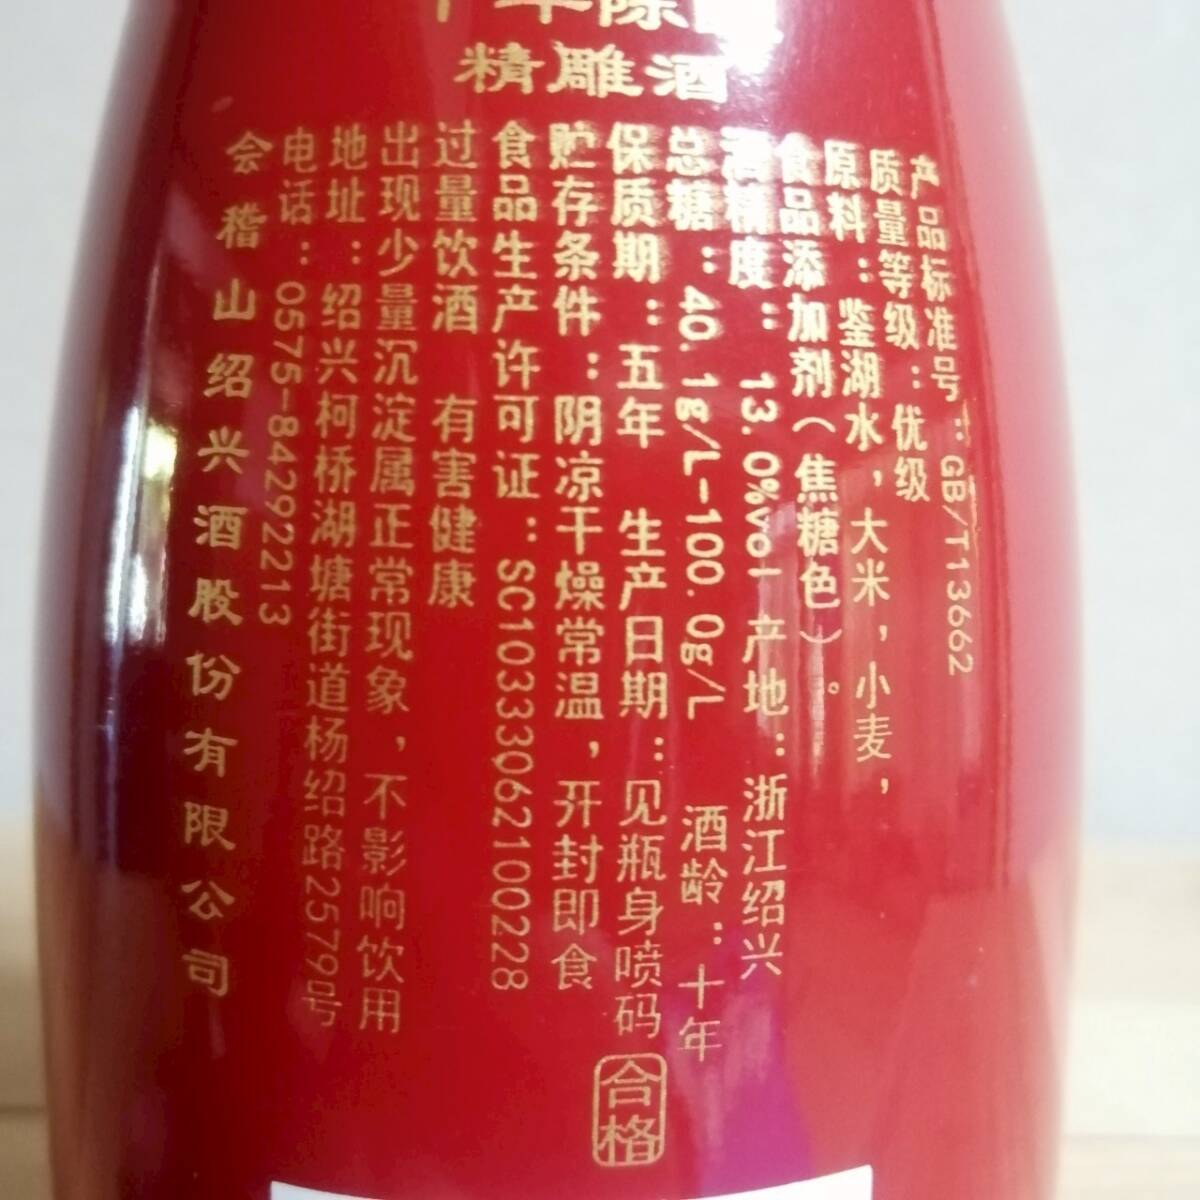 十年陈
精雕酒
产品标准号：GB/T13662
质量等级：优级
原料：鉴湖水，大米，小麦，
食品添加剂（焦糖色）。
酒精度：13.0%vol 产地：浙江绍兴
总糖：40.1g/L-100.0g/L 酒龄：十年
保质期：五年 生产日期：见瓶身喷码
合格
贮存条件：阴凉干燥常温，开封即食
食品生产许可证：SC10333062100228
过量饮酒 有害健康
出现少量沉淀属正常现象，不影响饮用
地址：绍兴柯桥湖塘街道杨绍路2579号
电话：0575-84292213
会稽山绍兴酒股份有限公司